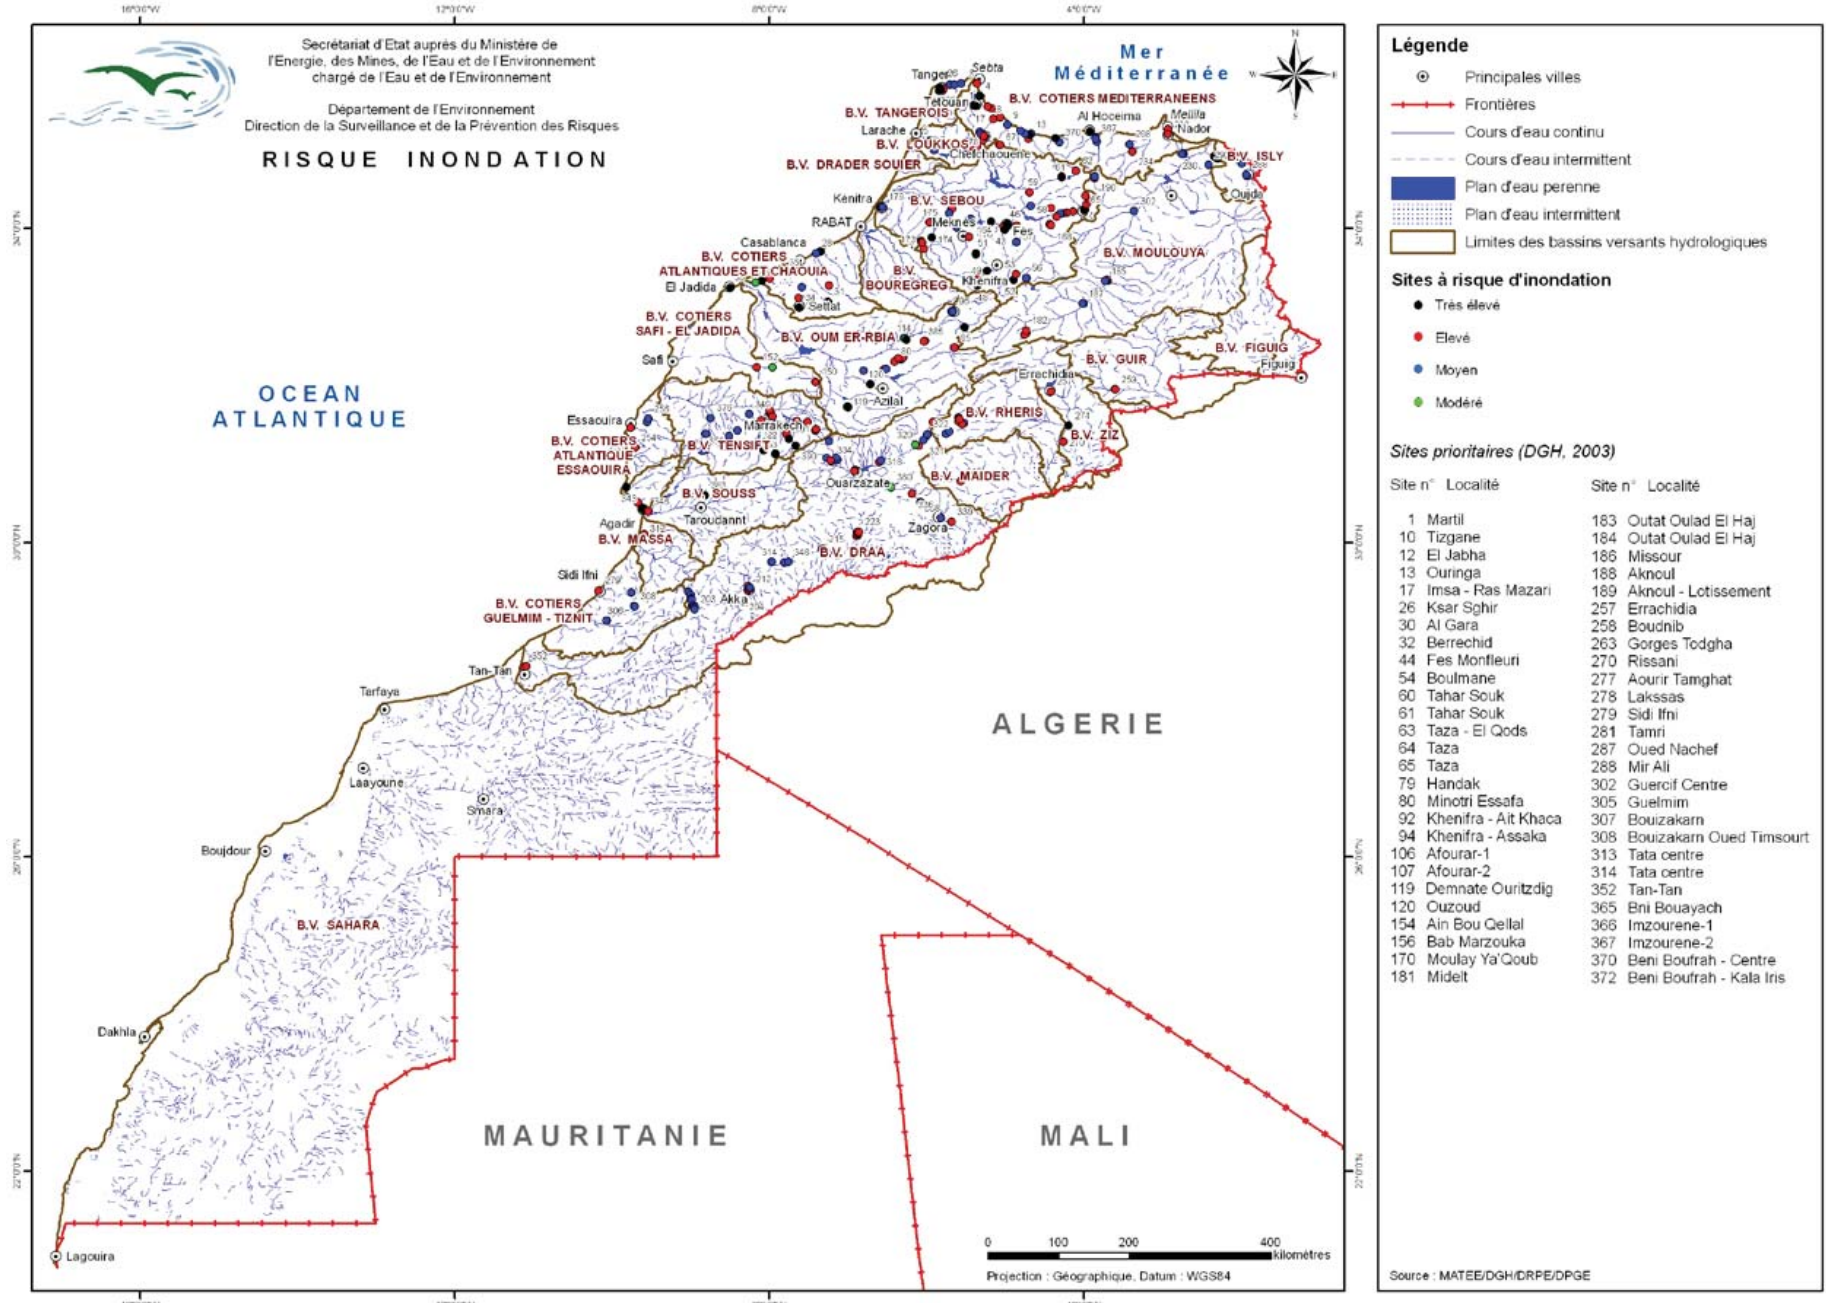 Secrétariat d'Etat auprès du Ministère de
l'Energie, des Mines, de l'Eau et de l'Environnement
chargé de l'Eau et de l'Environnement
Département de l'Environnement
Direction de la Surveillance et de la Prévention des Risques
RISQUE INONDATION
Mer
Méditerranée
OCEAN
ATLANTIQUE
ALGERIE
MAURITANIE
MALI
Tanger
Sebta
Tétouan
B.V. COTIERS MEDITERRANEENS
B.V. TANGEROIS
Al Hoceima
Melilla
Nador
Larache
B.V. LOUKKOS
Chefchaouene
B.V. ISLY
B.V. DRADER SOUIER
Oujda
Kénitra
B.V. SEBOU
RABAT
Meknès
Fès
Casablanca
B.V. COTIERS
ATLANTIQUES ET CHAOUIA
B.V. MOULOUYA
B.V.
BOUREGREG
Khenifra
El Jadida
Settat
B.V. COTIERS
SAFI - EL JADIDA
B.V. OUM ER-RBIA
B.V. FIGUIG
Figuig
B.V. GUIR
Safi
Errachidia
Azilal
Essaouira
Marrakech
B.V. RHERIS
B.V. ZIZ
B.V. COTIERS
ATLANTIQUE
ESSAOUIRA
B.V. TENSIFT
B.V. MAIDER
Ouarzazate
B.V. SOUSS
Taroudannt
Agadir
Zagora
B.V. MASSA
B.V. DRAA
Sidi Ifni
Akka
B.V. COTIERS
GUELMIM - TIZNIT
Tan-Tan
Tarfaya
Laayoune
Smara
Boujdour
B.V. SAHARA
Dakhla
Lagouira
0 100 200 400
kilomètres
Projection : Géographique, Datum : WGS84
Légende
Principales villes
Frontières
Cours d'eau continu
Cours d'eau intermittent
Plan d'eau perenne
Plan d'eau intermittent
Limites des bassins versants hydrologiques
Sites à risque d'inondation
Très élevé
Elevé
Moyen
Modéré
Sites prioritaires (DGH, 2003)
Site n° Localité
1 Martil
10 Tizgane
12 El Jabha
13 Ouringa
17 Imsa - Ras Mazari
26 Ksar Sghir
30 Al Gara
32 Berrechid
44 Fes Monfleuri
54 Boulmane
60 Tahar Souk
61 Tahar Souk
63 Taza - El Qods
64 Taza
65 Taza
79 Handak
80 Minotri Essafa
92 Khenifra - Ait Khaca
94 Khenifra - Assaka
106 Afourar-1
107 Afourar-2
119 Demnate Ouritzdig
120 Ouzoud
154 Ain Bou Qellal
156 Bab Marzouka
170 Moulay Ya'Qoub
181 Midelt
Site n° Localité
183 Outat Oulad El Haj
184 Outat Oulad El Haj
186 Missour
188 Aknoul
189 Aknoul - Lotissement
257 Errachidia
258 Boudnib
263 Gorges Todgha
270 Rissani
277 Aourir Tamghat
278 Lakssas
279 Sidi Ifni
281 Tamri
287 Oued Nachef
288 Mir Ali
302 Guercif Centre
305 Guelmim
307 Bouizakarn
308 Bouizakarn Oued Timsourt
313 Tata centre
314 Tata centre
352 Tan-Tan
365 Bni Bouayach
366 Imzourene-1
367 Imzourene-2
370 Beni Boufrah - Centre
372 Beni Boufrah - Kala Iris
Source : MATEE/DGH/DRPE/DPGE